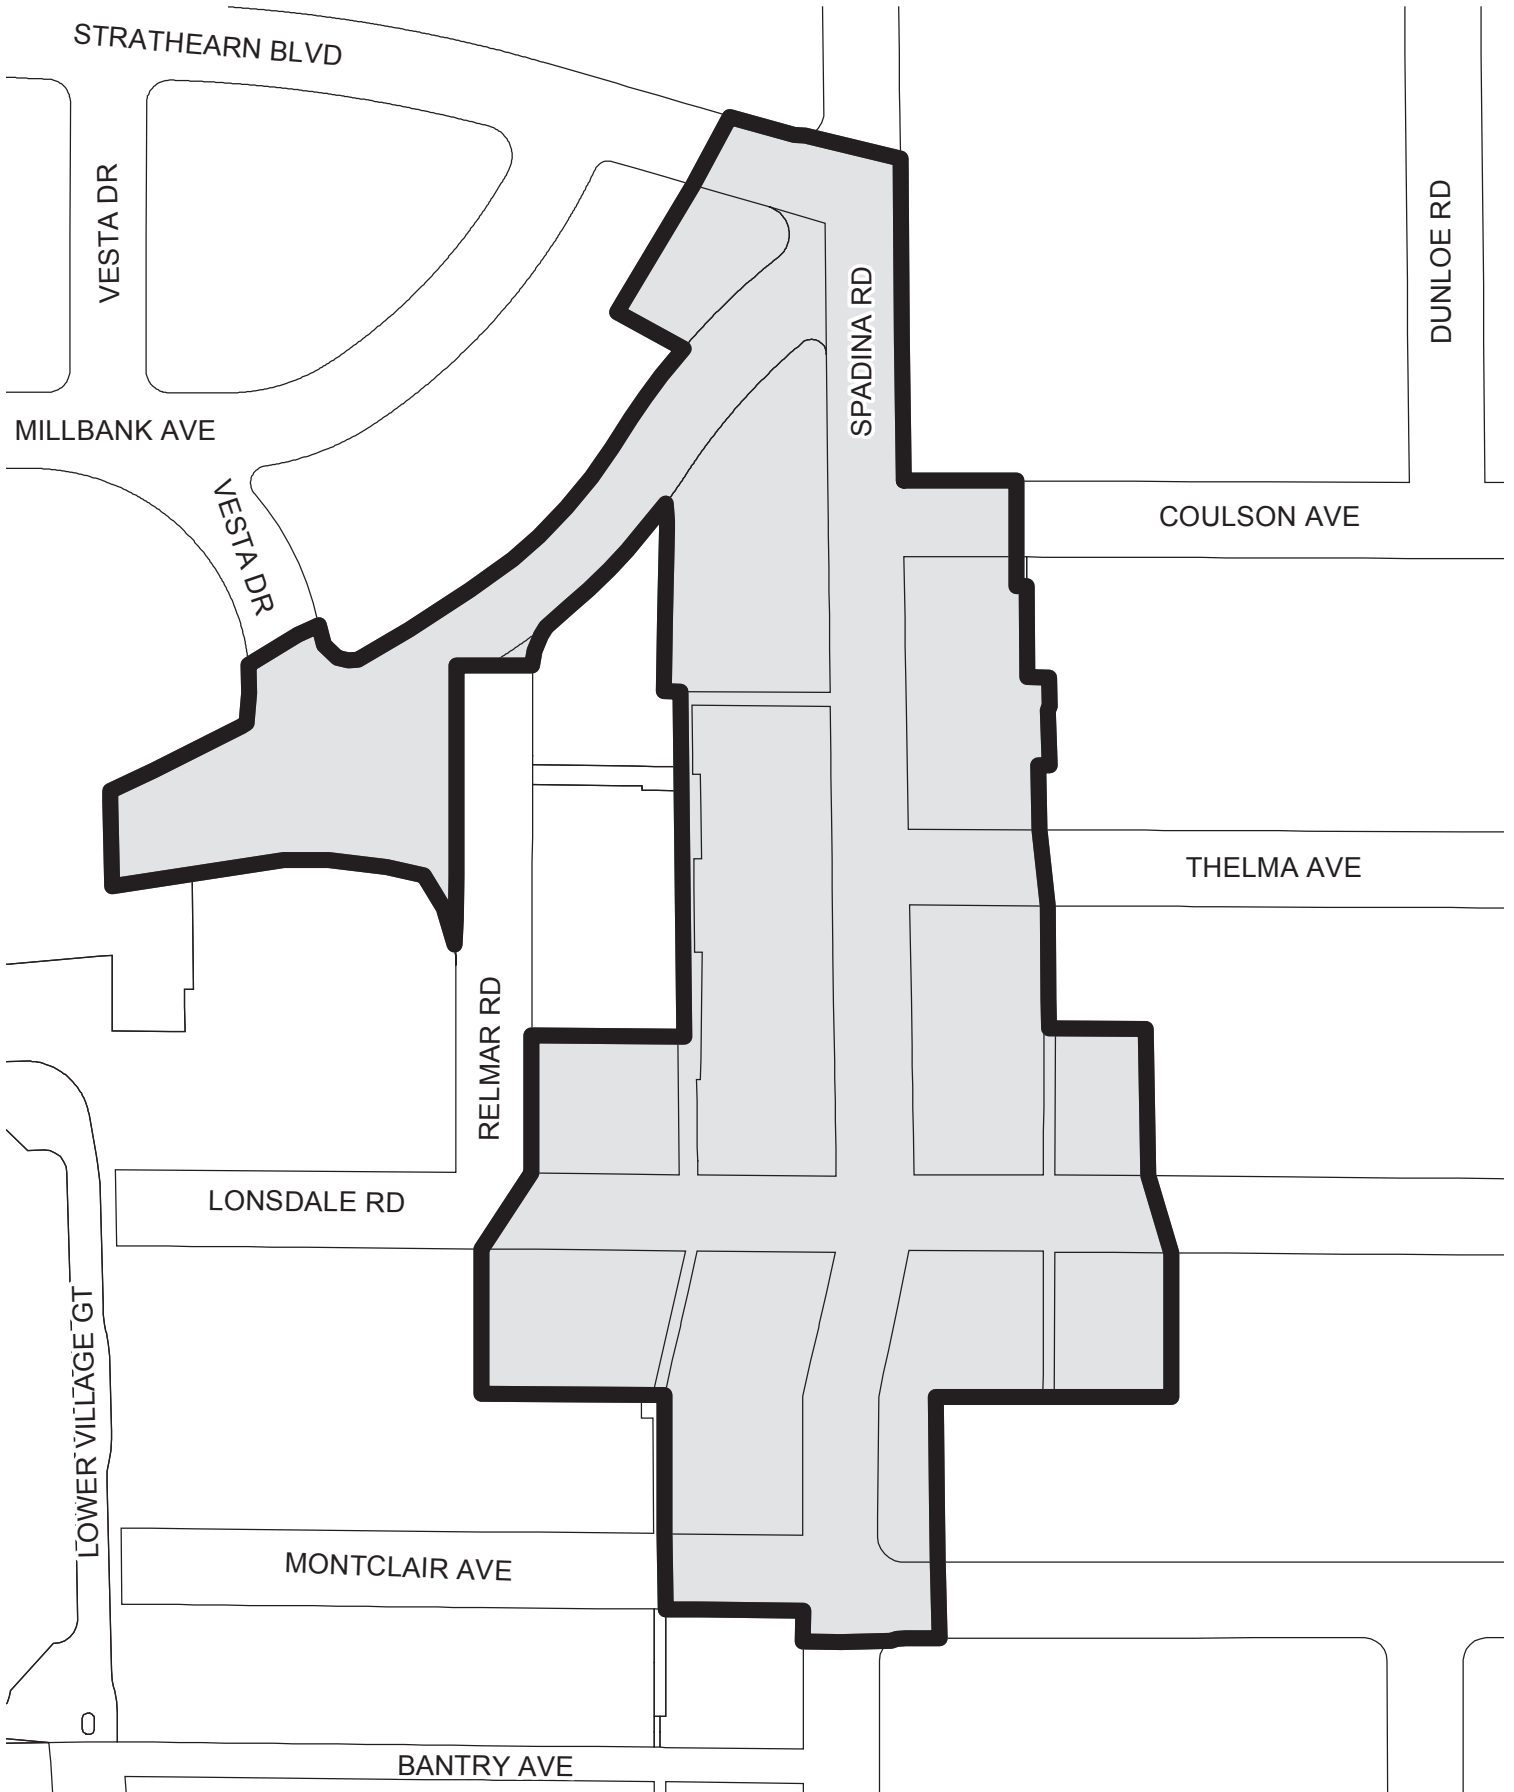 STRATHEARN BLVD
VESTA DR
DUNLOE RD
SPADINA RD
MILLBANK AVE
VESTA DR
COULSON AVE
THELMA AVE
RELMAR RD
LONSDALE RD
LOWER VILLAGE GT
MONTCLAIR AVE
BANTRY AVE